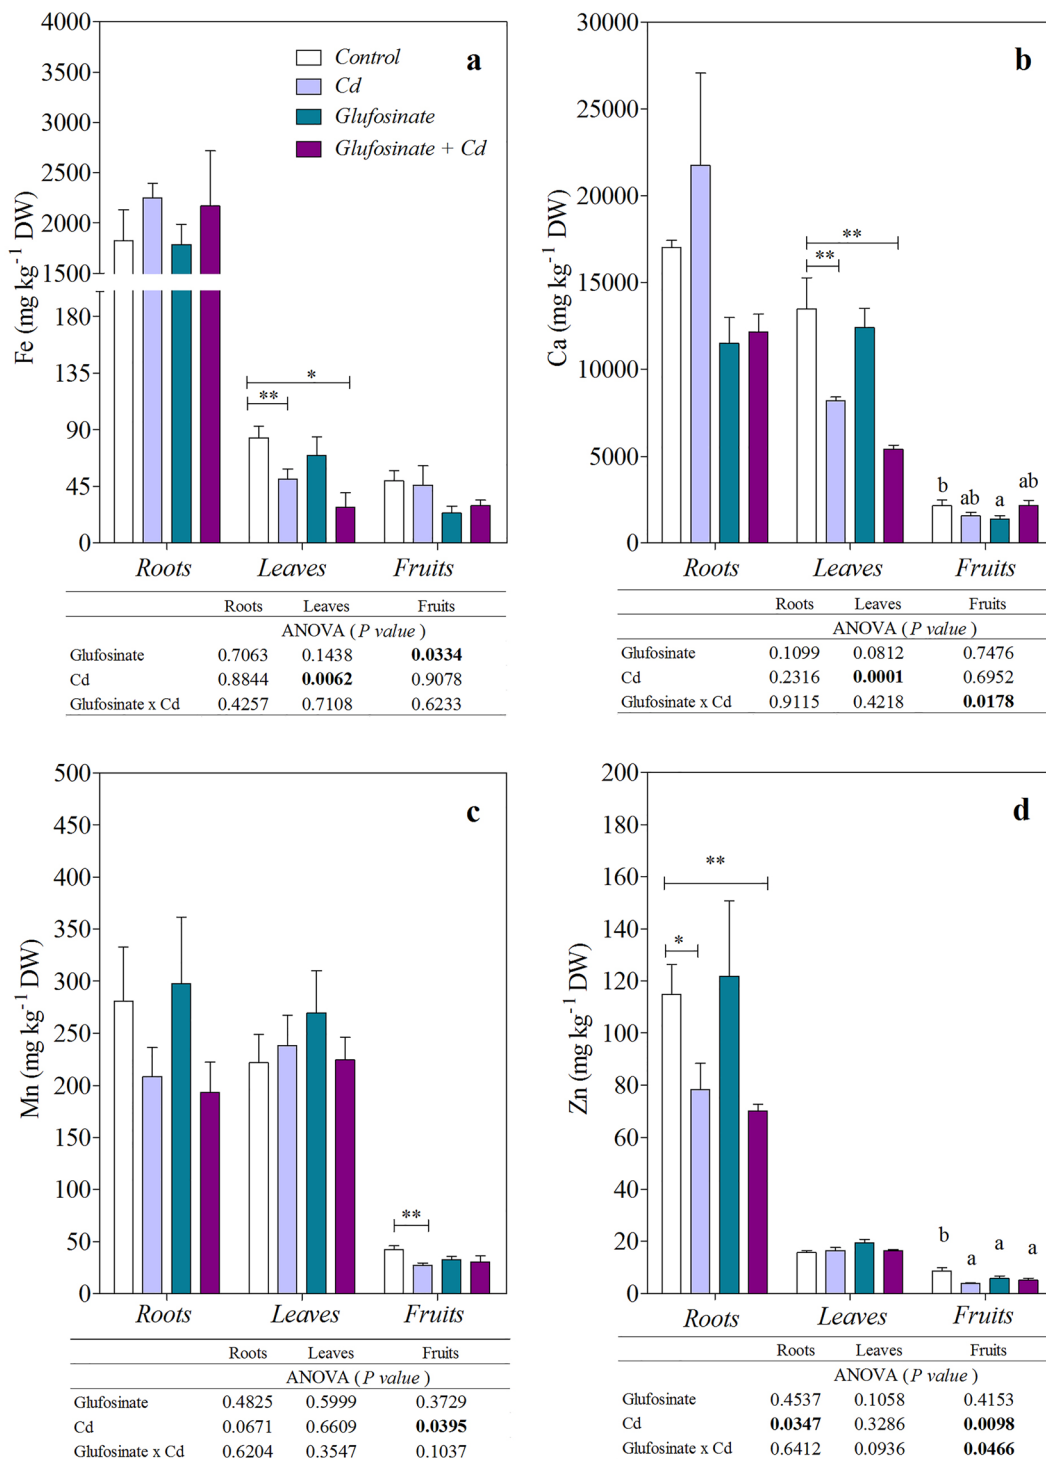 a
Control
Cd
Glufosinate
Glufosinate + Cd
Fe (mg kg-1 DW)
4000
3500
3000
2500
2000
1500
180
135
90
45
0
**
*
Roots Leaves Fruits
Roots Leaves Fruits
ANOVA ( P value )
Glufosinate 0.7063 0.1438 0.0334
Cd 0.8844 0.0062 0.9078
Glufosinate x Cd 0.4257 0.7108 0.6233
b
Ca (mg kg-1 DW)
30000
25000
20000
15000
10000
5000
0
**
**
b ab a ab
Roots Leaves Fruits
Roots Leaves Fruits
ANOVA ( P value )
Glufosinate 0.1099 0.0812 0.7476
Cd 0.2316 0.0001 0.6952
Glufosinate x Cd 0.9115 0.4218 0.0178
c
Mn (mg kg-1 DW)
500
450
400
350
300
250
200
150
100
50
0
**
Roots Leaves Fruits
Roots Leaves Fruits
ANOVA ( P value )
Glufosinate 0.4825 0.5999 0.3729
Cd 0.0671 0.6609 0.0395
Glufosinate x Cd 0.6204 0.3547 0.1037
d
Zn (mg kg-1 DW)
200
180
160
140
120
100
80
60
40
20
0
**
*
b a a a
Roots Leaves Fruits
Roots Leaves Fruits
ANOVA ( P value )
Glufosinate 0.4537 0.1058 0.4153
Cd 0.0347 0.3286 0.0098
Glufosinate x Cd 0.6412 0.0936 0.0466